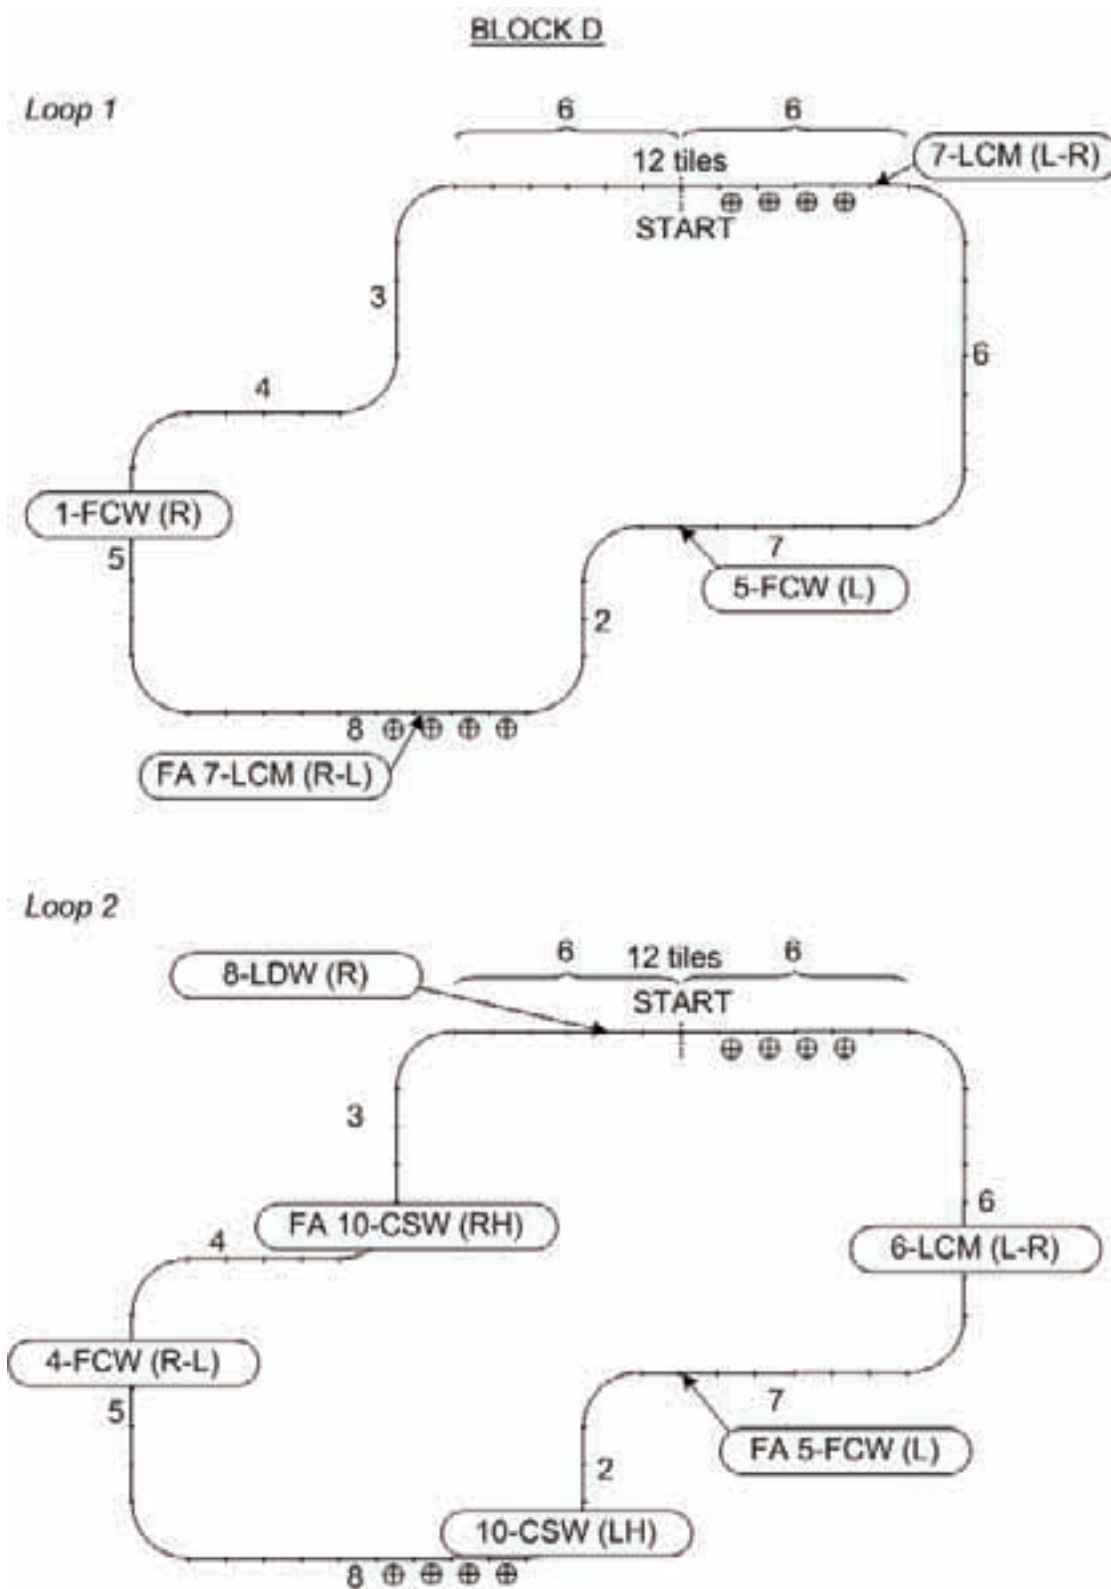 BLOCK D
Loop 1
6 6
12 tiles
7-LCM (L-R)
START
3
6
4
1-FCW (R)
5
7
5-FCW (L)
2
8
FA 7-LCM (R-L)
Loop 2
6 12 tiles 6
8-LDW (R)
START
3
6
FA 10-CSW (RH)
4
6-LCM (L-R)
4-FCW (R-L)
5
7
FA 5-FCW (L)
2
10-CSW (LH)
8